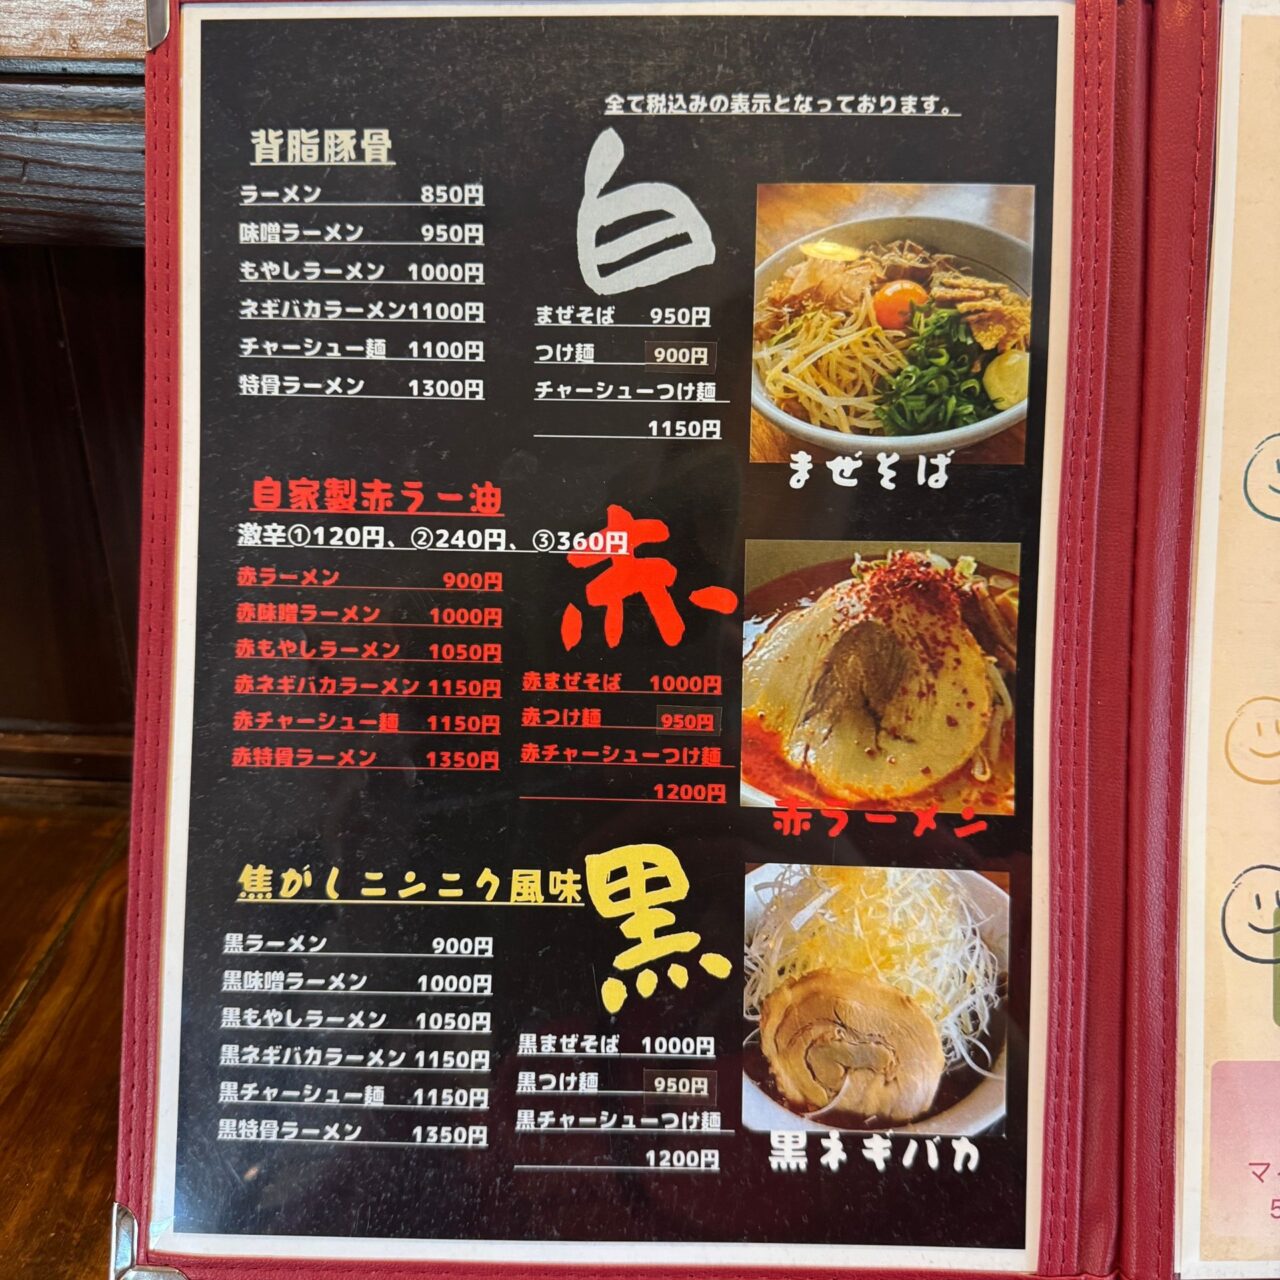 全て税込みの表示となっております。
背脂豚骨
白
ラーメン 850円
味噌ラーメン 950円
もやしラーメン 1000円
ネギバカラーメン1100円
チャーシュー麺 1100円
特骨ラーメン 1300円
まぜそば 950円
つけ麺 900円
チャーシューつけ麺
1150円
まぜそば
自家製赤ラー油
赤
激辛①120円、②240円、③360円
赤ラーメン 900円
赤味噌ラーメン 1000円
赤もやしラーメン 1050円
赤ネギバカラーメン 1150円
赤チャーシュー麺 1150円
赤特骨ラーメン 1350円
赤まぜそば 1000円
赤つけ麺 950円
赤チャーシューつけ麺
1200円
赤ラーメン
焦がしニンニク風味
黒
黒ラーメン 900円
黒味噌ラーメン 1000円
黒もやしラーメン 1050円
黒ネギバカラーメン 1150円
黒チャーシュー麺 1150円
黒特骨ラーメン 1350円
黒まぜそば 1000円
黒つけ麺 950円
黒チャーシューつけ麺
1200円
黒ネギバカ
マ
5